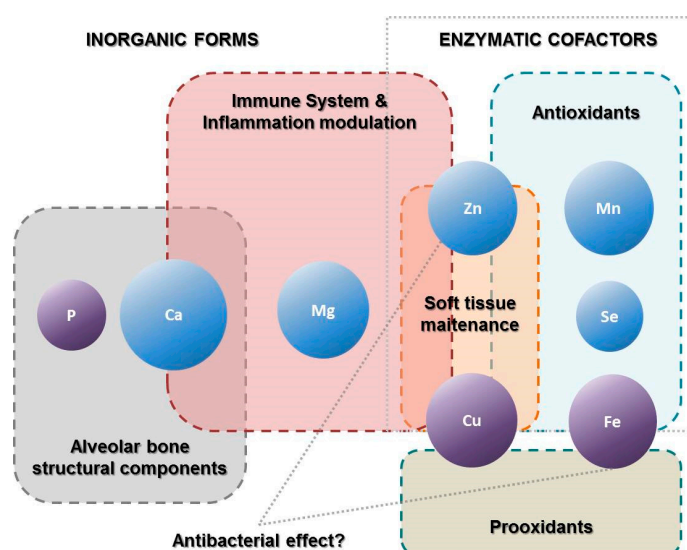 INORGANIC FORMS
ENZYMATIC COFACTORS
Immune System &
Inflammation modulation
Antioxidants
Zn
Mn
P
Ca
Mg
Soft tissue
maitenance
Se
Cu
Fe
Alveolar bone
structural components
Prooxidants
Antibacterial effect?